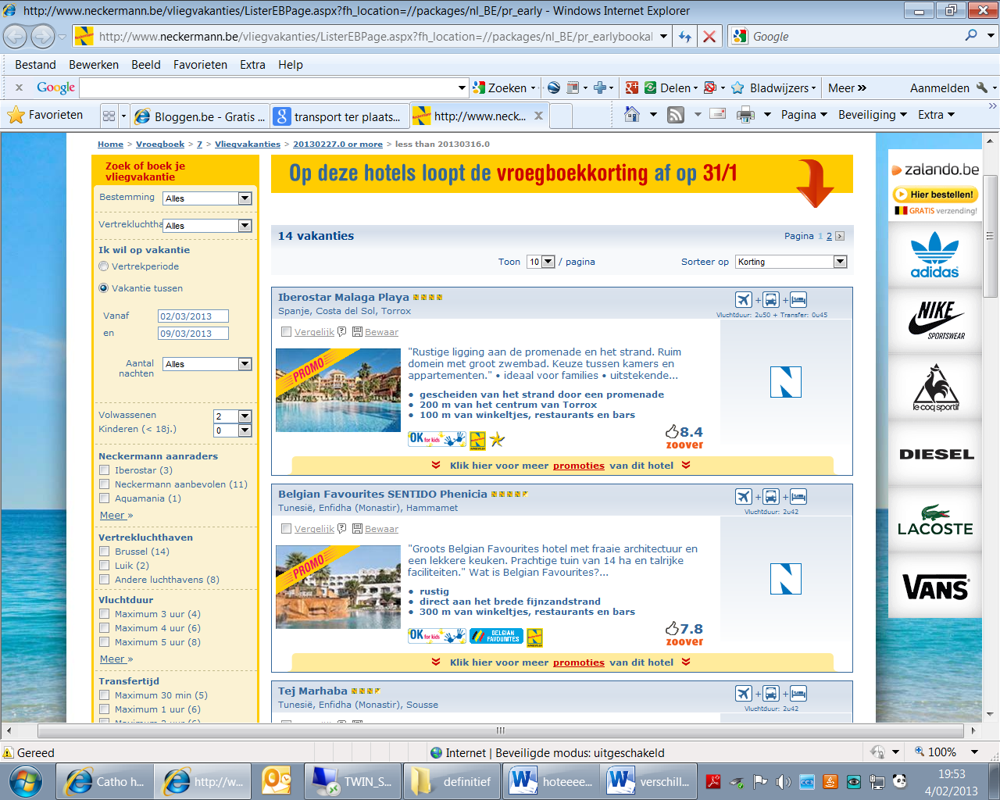 http://www.neckermann.be/vliegvakanties/ListerEBPage.aspx?fh_location=//packages/nl_BE/pr_early - Windows Internet Explorer
http://www.neckermann.be/vliegvakanties/ListerEBPage.aspx?fh_location=//packages/nl_BE/pr_earlybookal
Google
Bestand Bewerken Beeld Favorieten Extra Help
x Google Zoeken Delen Bladwijzers Meer » Aanmelden
Favorieten Bloggen.be - Gratis ... transport ter plaats... http://www.neck... Pagina Beveiliging Extra
Home > Vroegboek > 7 > Vliegvakanties > 20130227.0 or more > less than 20130316.0
Zoek of boek je
vliegvakantie
Bestemming Alles
Vertrekluchtha Alles
Ik wil op vakantie
Vertrekperiode
Vakantie tussen
Vanaf 02/03/2013
en 09/03/2013
Aantal
nachten Alles
Volwassenen 2
Kinderen (< 18j.) 0
Neckermann aanraders
Iberostar (3)
Neckermann aanbevolen (11)
Aquamania (1)
Meer »
Vertrekluchthaven
Brussel (14)
Luik (2)
Andere luchthavens (8)
Vluchtduur
Maximum 3 uur (4)
Maximum 4 uur (6)
Maximum 5 uur (8)
Meer »
Transfertijd
Maximum 30 min (5)
Maximum 1 uur (6)
Op deze hotels loopt de vroegboekkorting af op 31/1
14 vakanties
Pagina 1 2 >
Toon 10 / pagina
Sorteer op Korting
Iberostar Malaga Playa
Spanje, Costa del Sol, Torrox
Vluchtduur: 2u50 + Transfer: 0u45
Vergelijk Bewaar
PROMO
"Rustige ligging aan de promenade en het strand. Ruim
domein met groot zwembad. Keuze tussen kamers en
appartementen." • ideaal voor families • uitstekende...
• gescheiden van het strand door een promenade
• 200 m van het centrum van Torrox
• 100 m van winkeltjes, restaurants en bars
OK for kids
8.4
zoover
Klik hier voor meer promoties van dit hotel
Belgian Favourites SENTIDO Phenicia
Tunesië, Enfidha (Monastir), Hammamet
Vluchtduur: 2u42
Vergelijk Bewaar
PROMO
"Groots Belgian Favourites hotel met fraaie architectuur en
een lekkere keuken. Prachtige tuin van 14 ha en talrijke
faciliteiten." Wat is Belgian Favourites?...
• rustig
• direct aan het brede fijnzandstrand
• 300 m van winkeltjes, restaurants en bars
OK for kids
BELGIAN
FAVOURITES
7.8
zoover
Klik hier voor meer promoties van dit hotel
Tej Marhaba
Tunesië, Enfidha (Monastir), Sousse
Vluchtduur: 2u42
zalando.be
Hier bestellen!
GRATIS verzending!
adidas
NIKE
SPORTSWEAR
le coq sportif
DIESEL
LACOSTE
VANS
Gereed
Internet | Beveiligde modus: uitgeschakeld
100%
Catho h... http://w... TWIN_S... definitief hoteeee... verschill...
19:53
4/02/2013